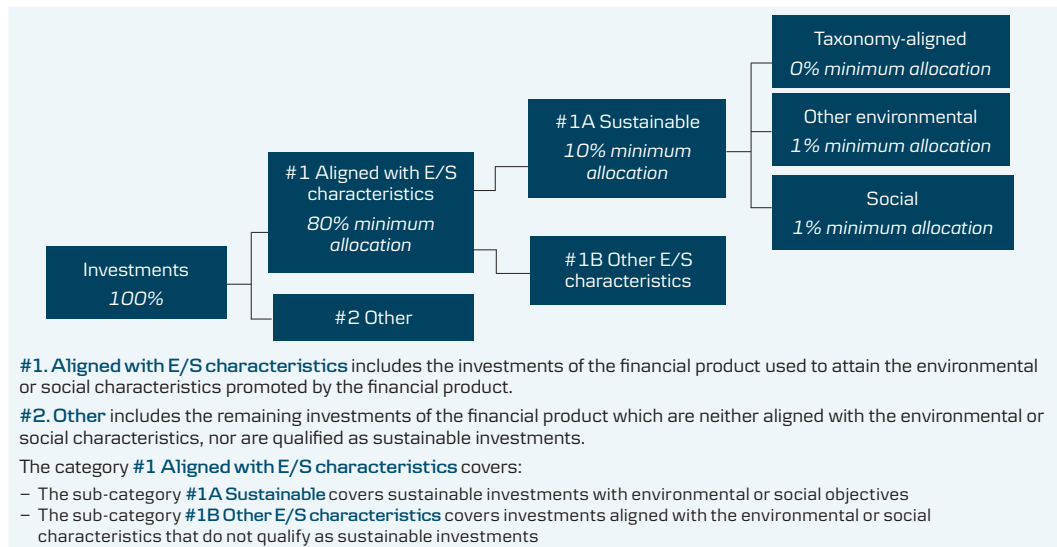 Taxonomy-aligned
0% minimum allocation
Other environmental
1% minimum allocation
Social
1% minimum allocation
#1A Sustainable
10% minimum
allocation
#1B Other E/S
characteristics
#1 Aligned with E/S
characteristics
80% minimum
allocation
#2 Other
Investments
100%
#1. Aligned with E/S characteristics includes the investments of the financial product used to attain the environmental
or social characteristics promoted by the financial product.
#2. Other includes the remaining investments of the financial product which are neither aligned with the environmental or
social characteristics, nor are qualified as sustainable investments.
The category #1 Aligned with E/S characteristics covers:
– The sub-category #1A Sustainable covers sustainable investments with environmental or social objectives
– The sub-category #1B Other E/S characteristics covers investments aligned with the environmental or social
characteristics that do not qualify as sustainable investments